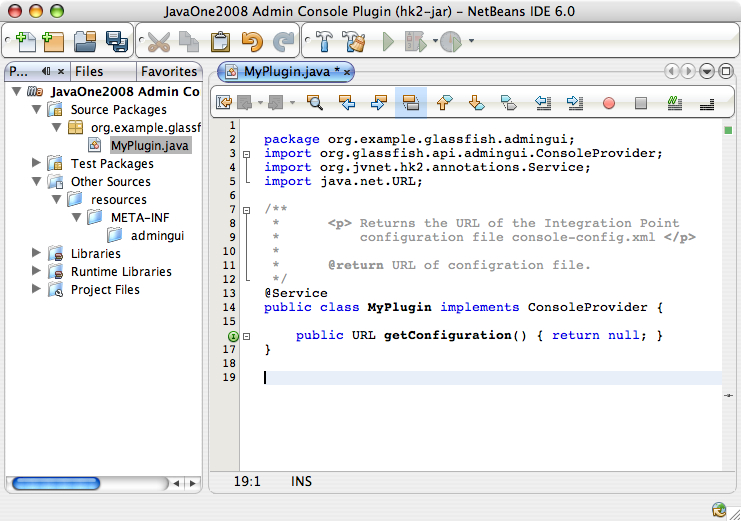 JavaOne2008 Admin Console Plugin (hk2-jar) – NetBeans IDE 6.0
P... Files Favorites
JavaOne2008 Admin Co
Source Packages
org.example.glassf
MyPlugin.java
Test Packages
Other Sources
resources
META-INF
admingui
Libraries
Runtime Libraries
Project Files
MyPlugin.java *
1
2 package org.example.glassfish.admingui;
3 import org.glassfish.api.admingui.ConsoleProvider;
4 import org.jvnet.hk2.annotations.Service;
5 import java.net.URL;
6
7 /**
8 * <p> Returns the URL of the Integration Point
9 * configuration file console-config.xml </p>
10 *
11 * @return URL of configration file.
12 */
13 @Service
14 public class MyPlugin implements ConsoleProvider {
15
public URL getConfiguration() { return null; }
17 }
18
19
19:1 INS